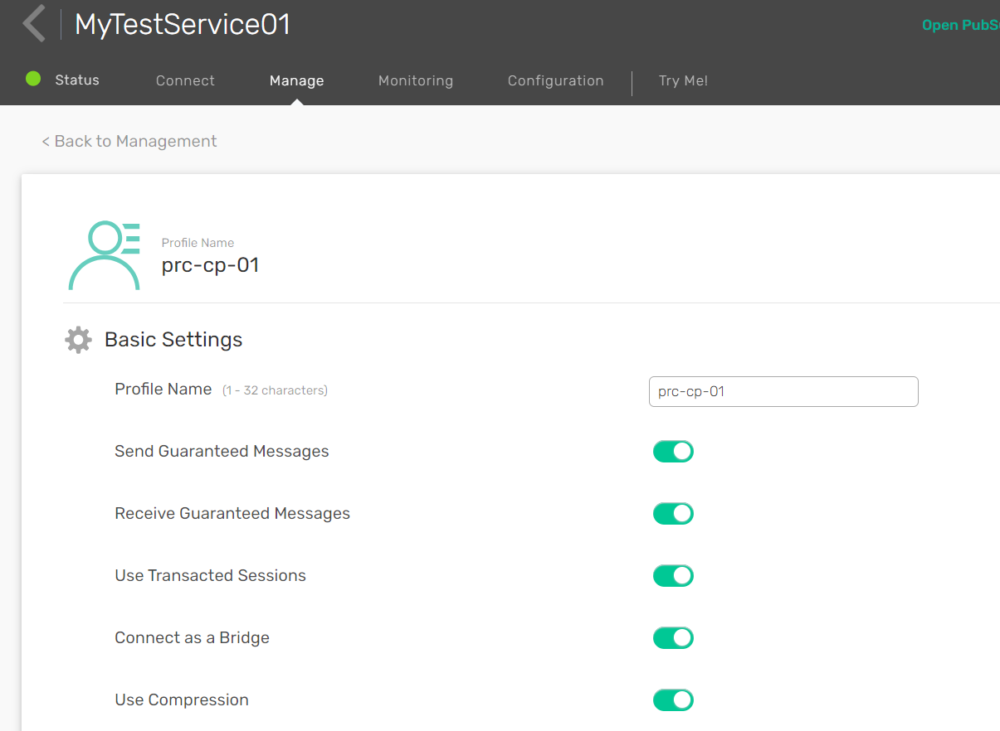 MyTestService01
Open PubS
Status Connect Manage Monitoring Configuration Try Me!
< Back to Management
Profile Name
prc-cp-01
Basic Settings
Profile Name (1 - 32 characters) prc-cp-01
Send Guaranteed Messages
Receive Guaranteed Messages
Use Transacted Sessions
Connect as a Bridge
Use Compression